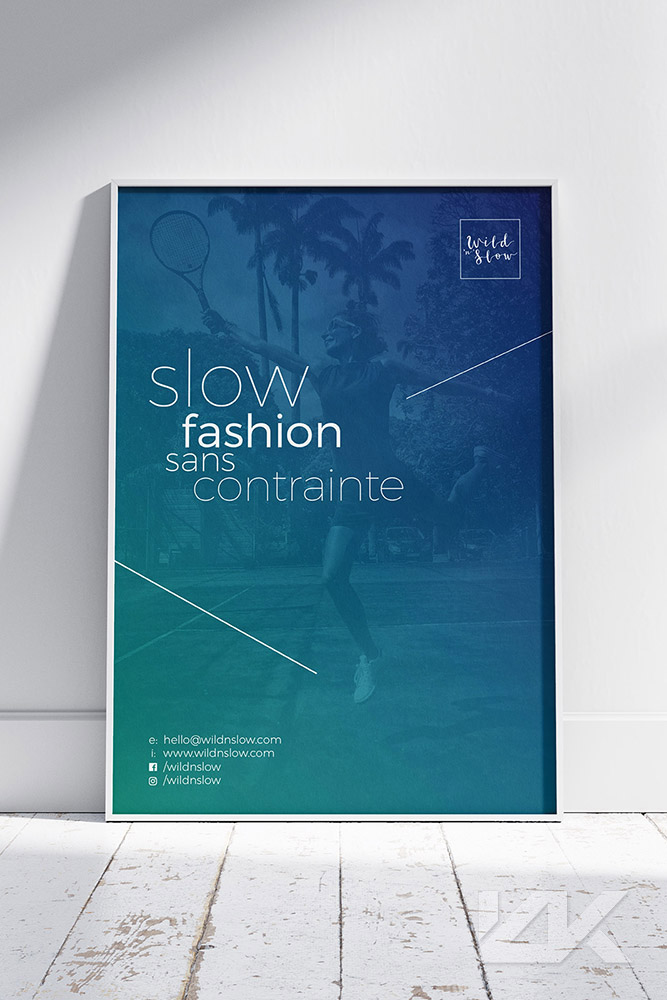 Wild
'n'
Slow
slow
fashion
sans
contrainte
e: hello@wildnslow.com
i: www.wildnslow.com
/wildnslow
/wildnslow